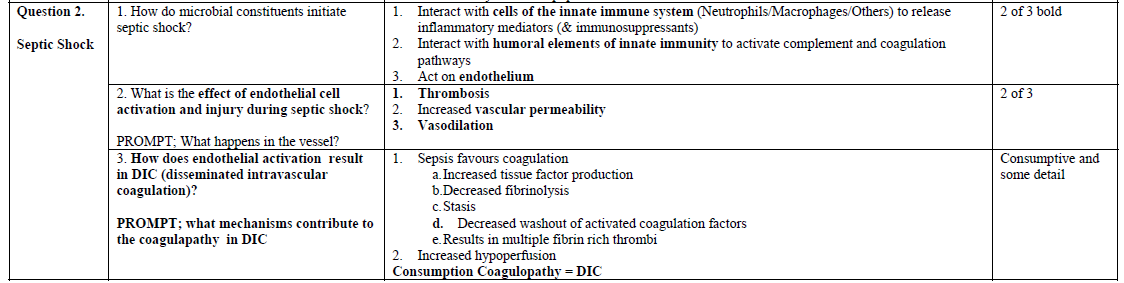 Question 2.
Septic Shock
1. How do microbial constituents initiate
septic shock?
1. Interact with cells of the innate immune system (Neutrophils/Macrophages/Others) to release
inflammatory mediators (& immunosuppressants)
2. Interact with humoral elements of innate immunity to activate complement and coagulation
pathways
3. Act on endothelium
2 of 3 bold
2. What is the effect of endothelial cell
activation and injury during septic shock?
PROMPT; What happens in the vessel?
1. Thrombosis
2. Increased vascular permeability
3. Vasodilation
2 of 3
3. How does endothelial activation result
in DIC (disseminated intravascular
coagulation)?
PROMPT; what mechanisms contribute to
the coagulapathy in DIC
1. Sepsis favours coagulation
a. Increased tissue factor production
b. Decreased fibrinolysis
c. Stasis
d. Decreased washout of activated coagulation factors
e. Results in multiple fibrin rich thrombi
2. Increased hypoperfusion
Consumption Coagulopathy = DIC
Consumptive and
some detail